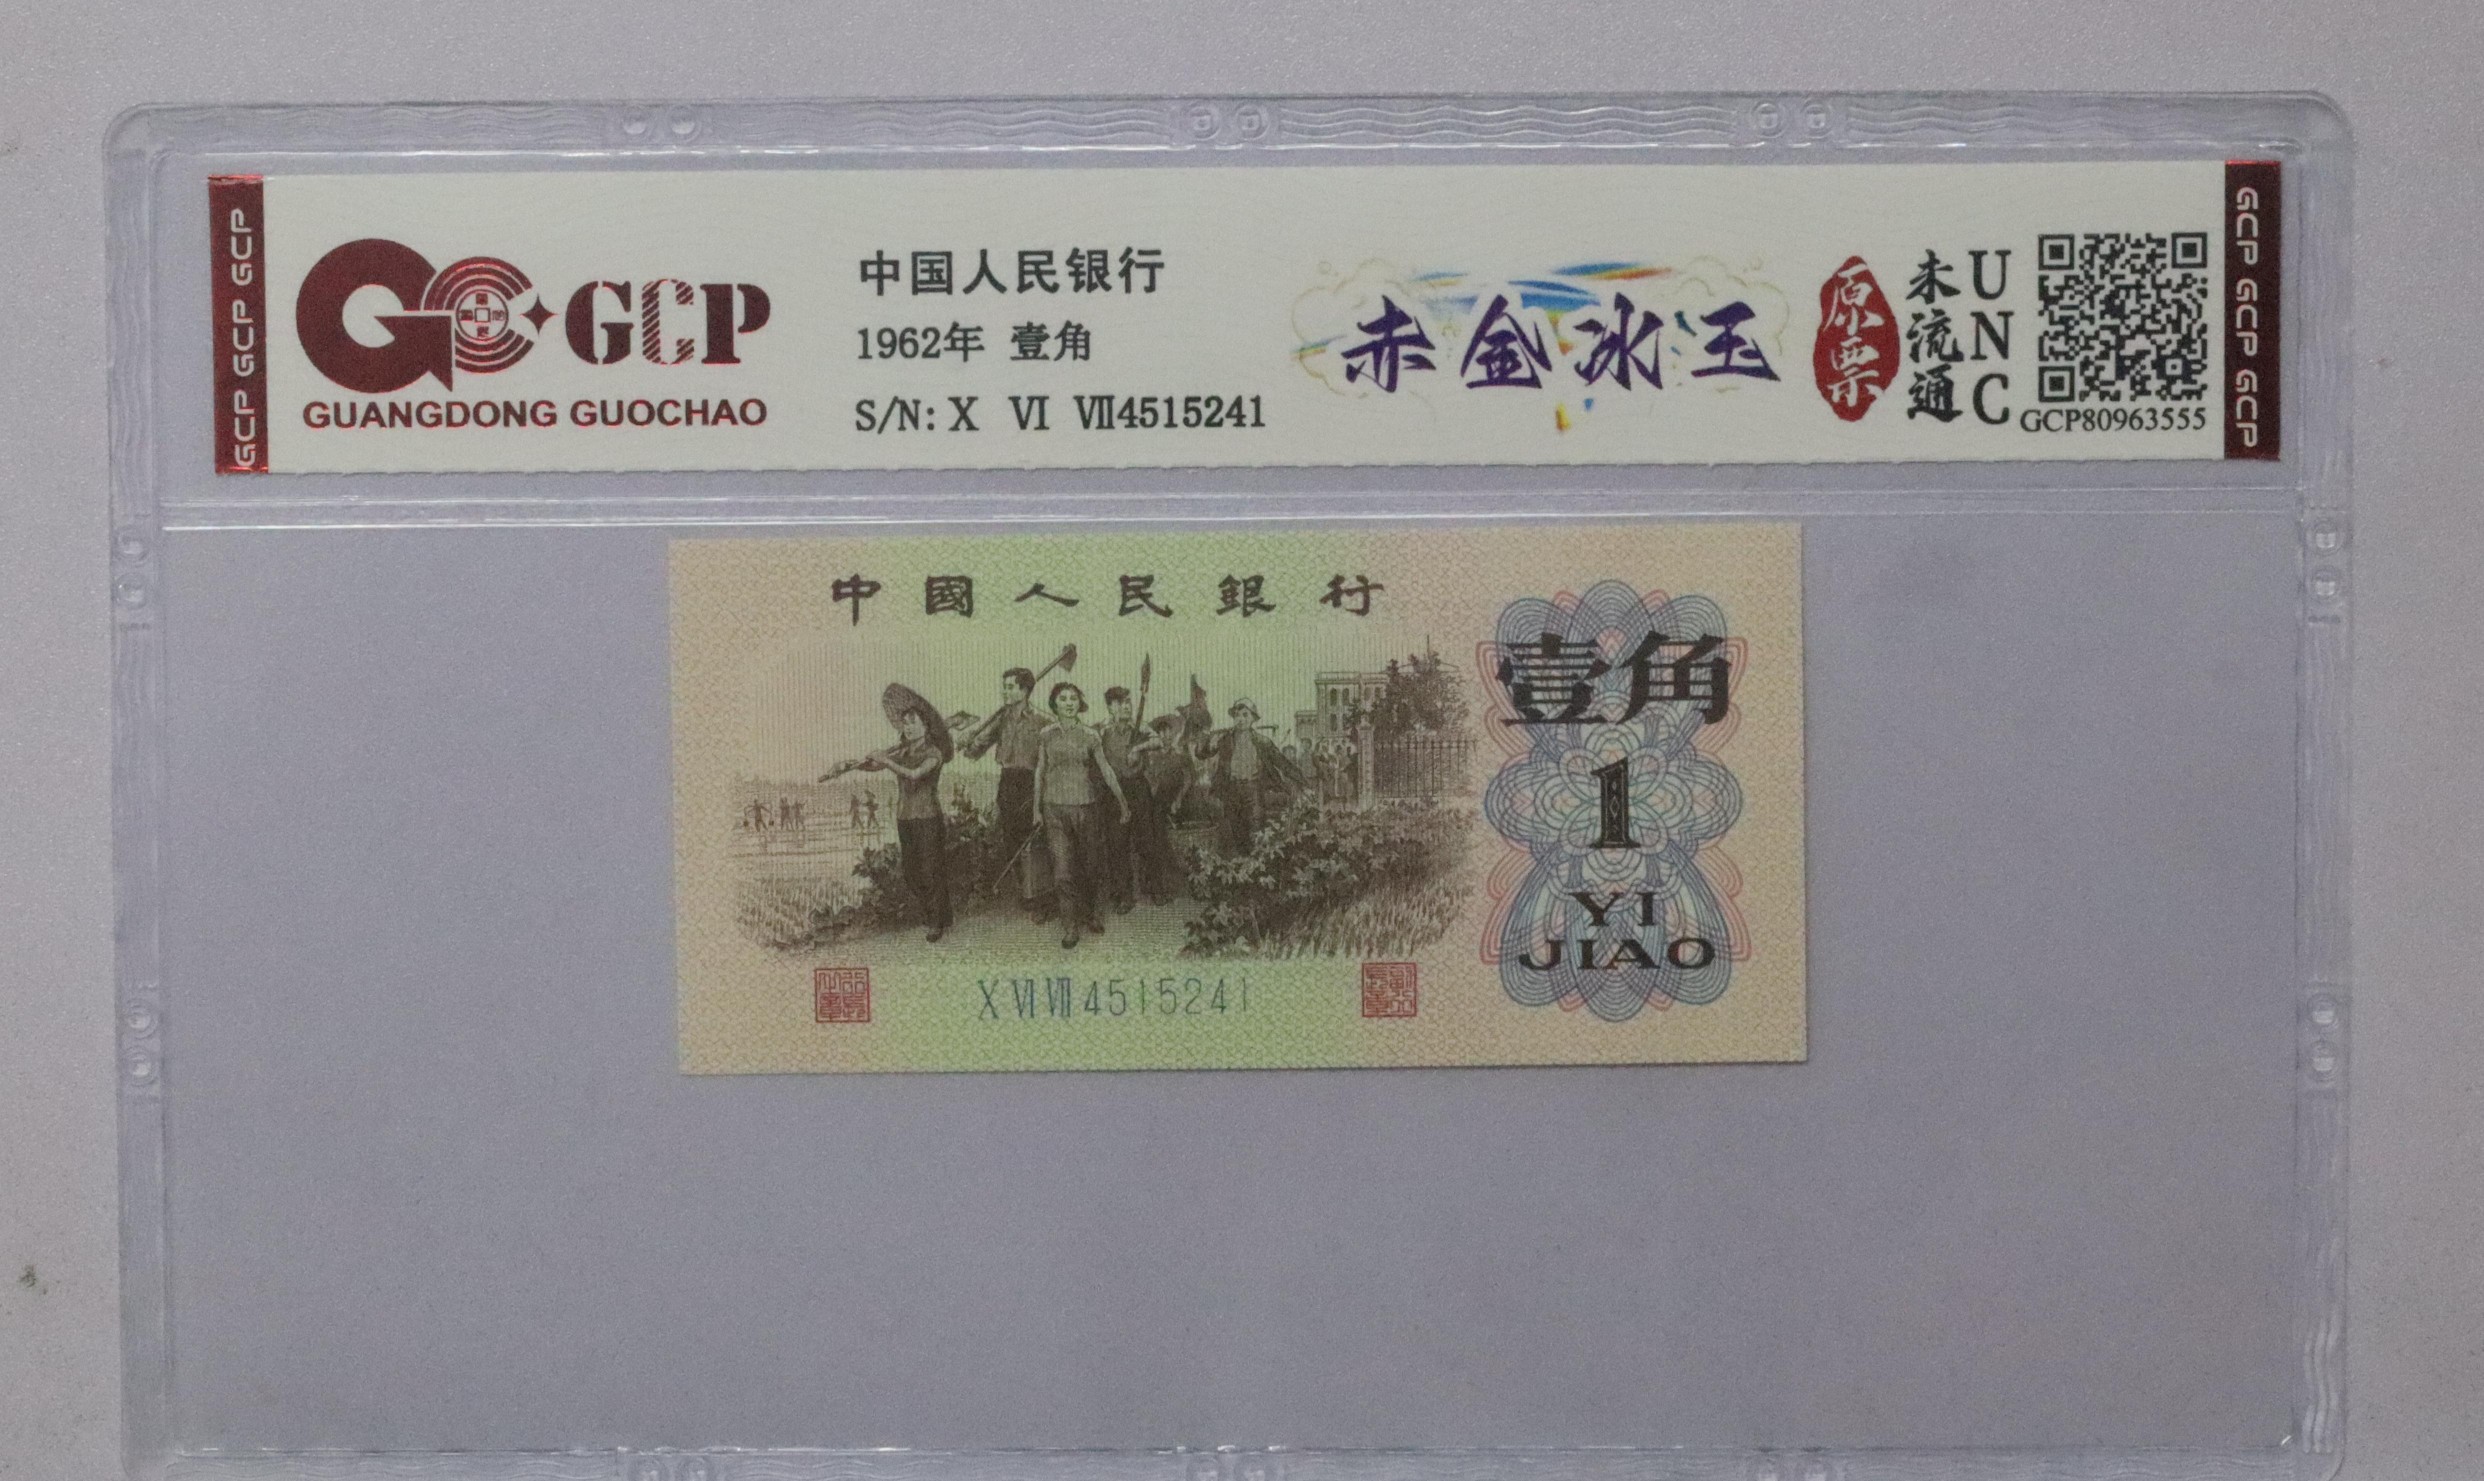 GCP GCP GCP
GCP
GUANGDONG GUOCHAO
中国人民银行
1962年 壹角
S/N: X VI VII4515241
赤金冰玉
原票
未流通
UNC
GCP80963555
GCP GCP GCP
中國人民銀行
壹角
1
YI
JIAO
X VI VII 4515241